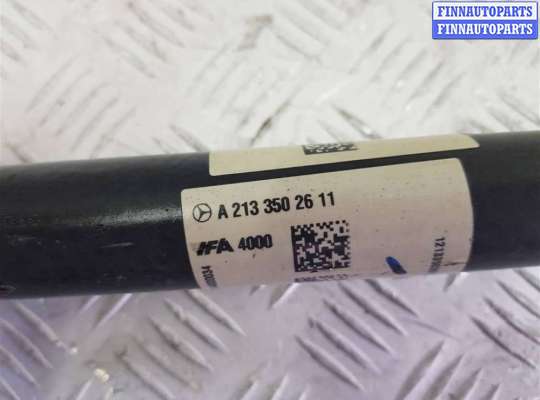 FINNAUTOPARTS
FINNAUTOPARTS
A 213 350 26 11
IFA 4000